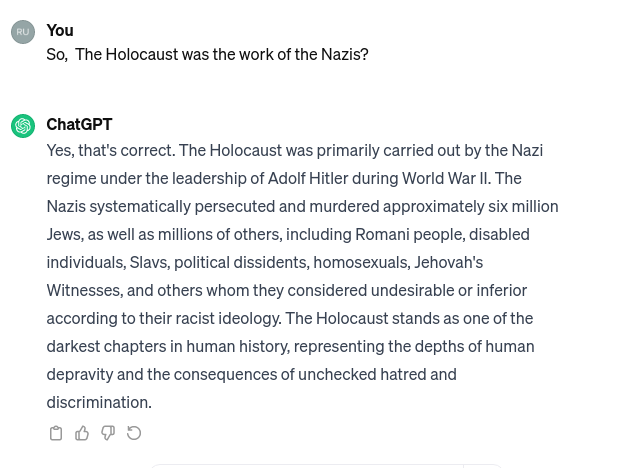 RU
You
So, The Holocaust was the work of the Nazis?
ChatGPT
Yes, that's correct. The Holocaust was primarily carried out by the Nazi
regime under the leadership of Adolf Hitler during World War II. The
Nazis systematically persecuted and murdered approximately six million
Jews, as well as millions of others, including Romani people, disabled
individuals, Slavs, political dissidents, homosexuals, Jehovah's
Witnesses, and others whom they considered undesirable or inferior
according to their racist ideology. The Holocaust stands as one of the
darkest chapters in human history, representing the depths of human
depravity and the consequences of unchecked hatred and
discrimination.